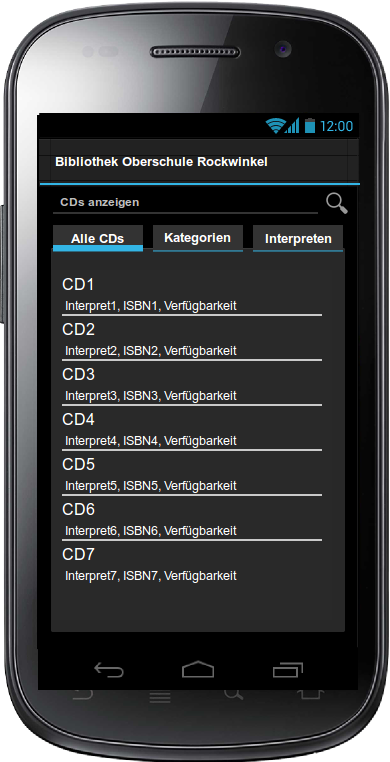 12:00
Bibliothek Oberschule Rockwinkel
CDs anzeigen
Alle CDs Kategorien Interpreten
CD1
Interpret1, ISBN1, Verfügbarkeit
CD2
Interpret2, ISBN2, Verfügbarkeit
CD3
Interpret3, ISBN3, Verfügbarkeit
CD4
Interpret4, ISBN4, Verfügbarkeit
CD5
Interpret5, ISBN5, Verfügbarkeit
CD6
Interpret6, ISBN6, Verfügbarkeit
CD7
Interpret7, ISBN7, Verfügbarkeit